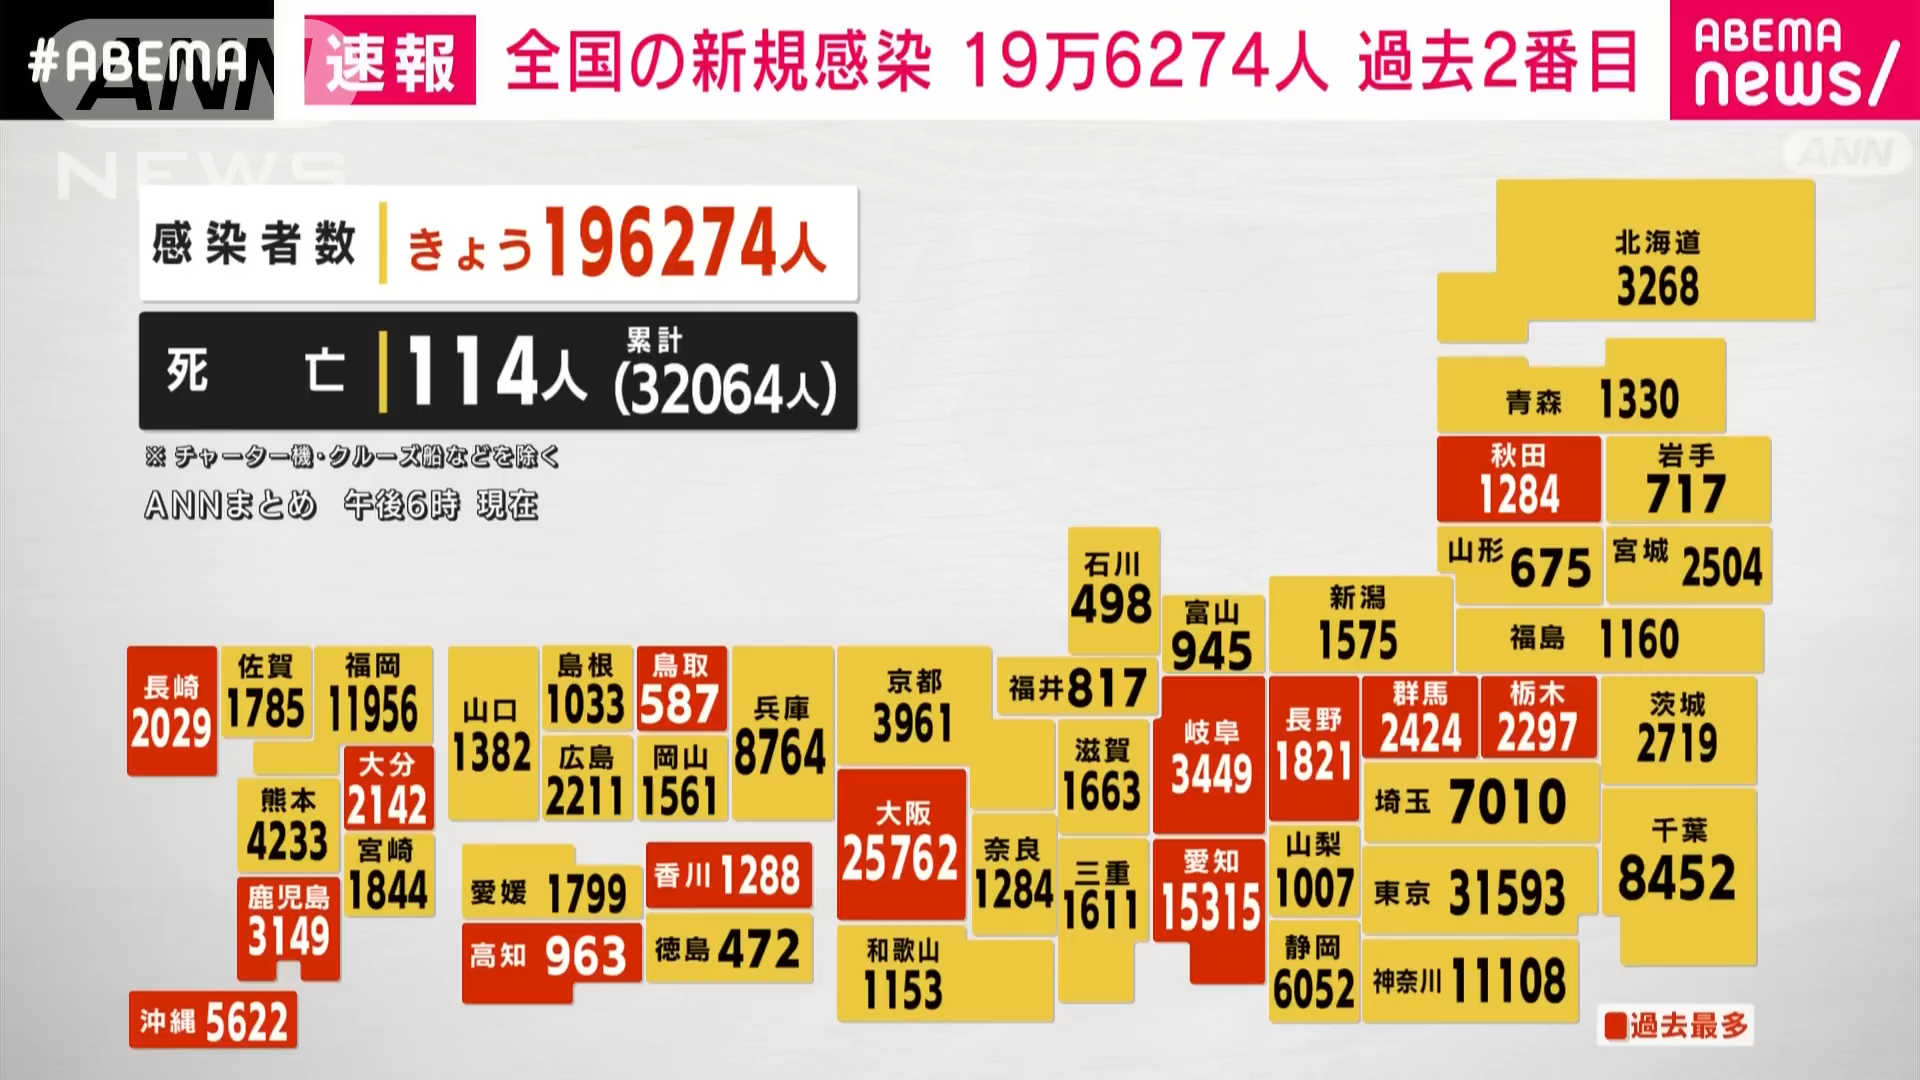 #ABEMA
ANN
NEWS
速報
全国の新規感染 19万6274人 過去2番目
ABEMA
news/
ANN
感染者数 きょう196274人
死亡 114人 累計
(32064人)
※ チャーター機・クルーズ船などを除く
ANNまとめ 午後6時 現在
北海道
3268
青森 1330
秋田
1284
岩手
717
山形 675
宮城 2504
石川
498
富山
945
新潟
1575
福島 1160
長崎
2029
佐賀
1785
福岡
11956
山口
1382
島根
1033
鳥取
587
兵庫
8764
京都
3961
福井 817
岐阜
3449
長野
1821
群馬
2424
栃木
2297
茨城
2719
大分
2142
広島
2211
岡山
1561
滋賀
1663
熊本
4233
大阪
25762
埼玉 7010
宮崎
1844
奈良
1284
三重
1611
愛知
15315
山梨
1007
千葉
8452
鹿児島
3149
愛媛 1799
香川 1288
東京 31593
高知 963
徳島 472
和歌山
1153
静岡
6052
神奈川 11108
沖縄 5622
過去最多